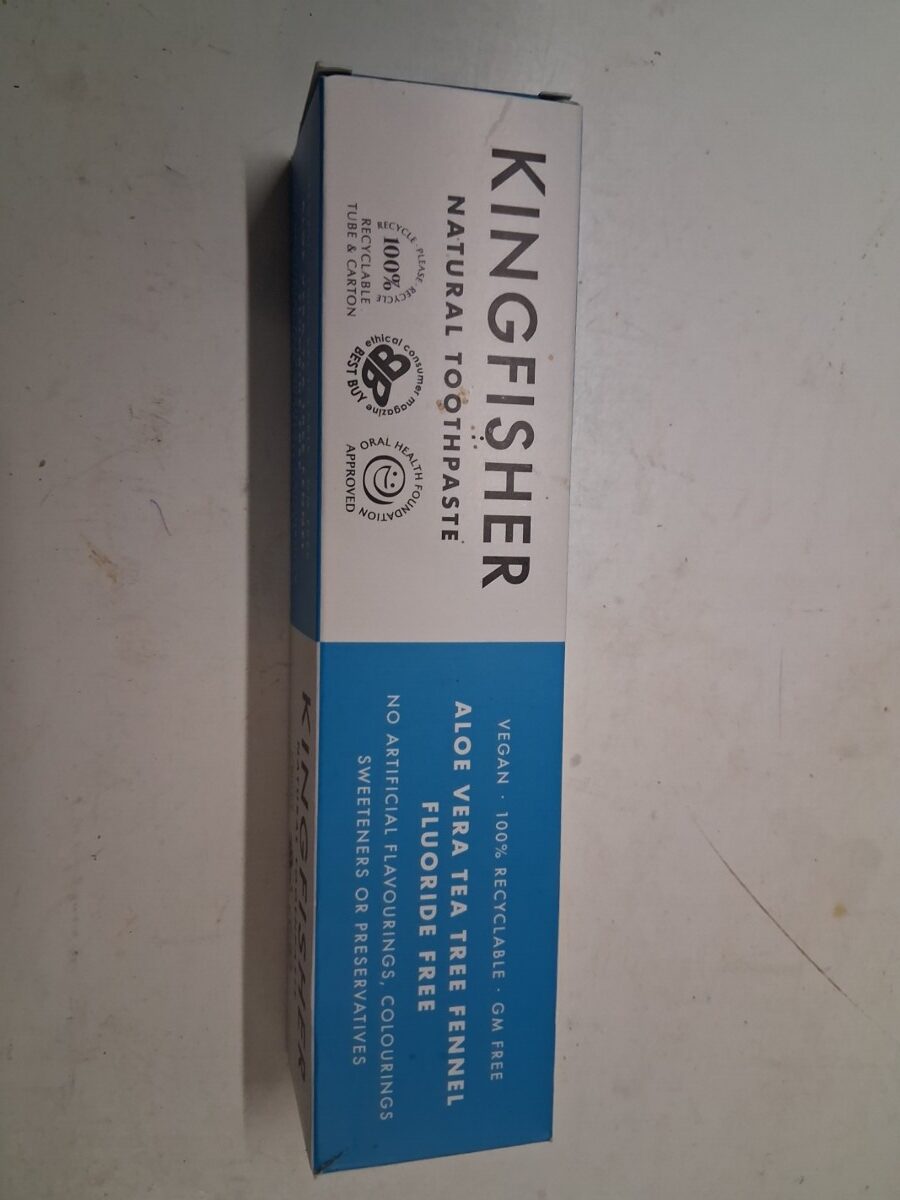 KINGFISHER
NATURAL TOOTHPASTE
RECYCLE · PLEASE RECYCLE
100%
RECYCLABLE
TUBE & CARTON
ethical consumer magazine
BEST BUY
ORAL HEALTH FOUNDATION
APPROVED
VEGAN · 100% RECYCLABLE · GM FREE
ALOE VERA TEA TREE FENNEL
FLUORIDE FREE
NO ARTIFICIAL FLAVOURINGS, COLOURINGS
SWEETENERS OR PRESERVATIVES
KINGFISHER